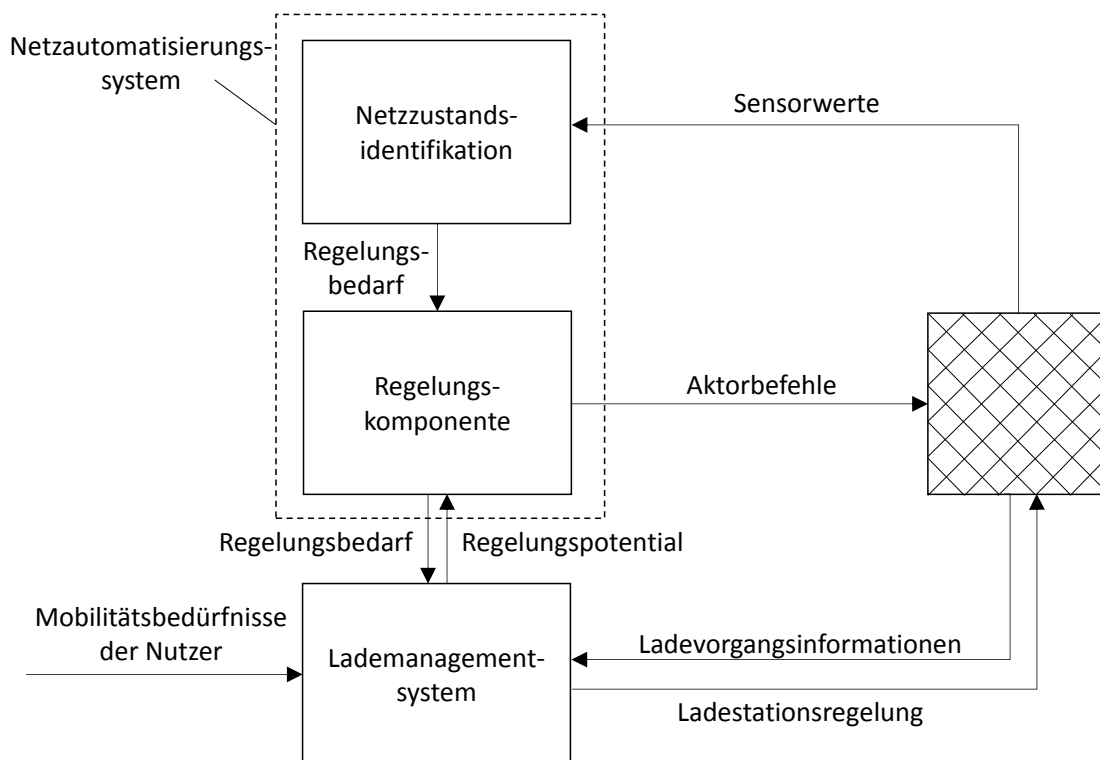 Netzautomatisierungs-
system
Netzzustands-
identifikation
Sensorwerte
Regelungs-
bedarf
Regelungs-
komponente
Aktorbefehle
Regelungsbedarf
Regelungspotential
Mobilitätsbedürfnisse
der Nutzer
Lademanagement-
system
Ladevorgangsinformationen
Ladestationsregelung